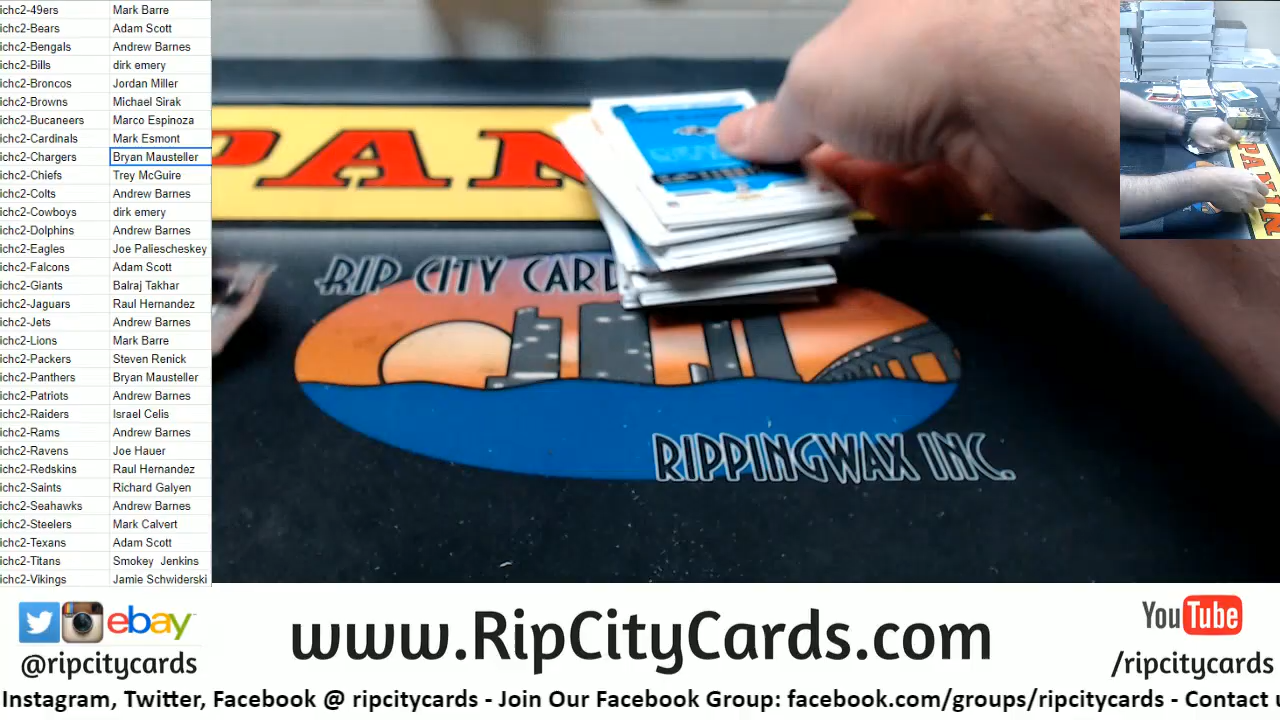 ichc2-49ers Mark Barre
ichc2-Bears Adam Scott
ichc2-Bengals Andrew Barnes
ichc2-Bills dirk emery
ichc2-Broncos Jordan Miller
ichc2-Browns Michael Sirak
ichc2-Bucaneers Marco Espinoza
ichc2-Cardinals Mark Esmont
ichc2-Chargers Bryan Mausteller
ichc2-Chiefs Trey McGuire
ichc2-Colts Andrew Barnes
ichc2-Cowboys dirk emery
ichc2-Dolphins Andrew Barnes
ichc2-Eagles Joe Paliescheskey
ichc2-Falcons Adam Scott
ichc2-Giants Balraj Takhar
ichc2-Jaguars Raul Hernandez
ichc2-Jets Andrew Barnes
ichc2-Lions Mark Barre
ichc2-Packers Steven Renick
ichc2-Panthers Bryan Mausteller
ichc2-Patriots Andrew Barnes
ichc2-Raiders Israel Celis
ichc2-Rams Andrew Barnes
ichc2-Ravens Joe Hauer
ichc2-Redskins Raul Hernandez
ichc2-Saints Richard Galyen
ichc2-Seahawks Andrew Barnes
ichc2-Steelers Mark Calvert
ichc2-Texans Adam Scott
ichc2-Titans Smokey Jenkins
ichc2-Vikings Jamie Schwiderski
PANI
RIP CITY CARD
RIPPINGWAX INC.
PANIN
ebay
@ripcitycards
www.RipCityCards.com
YouTube
/ripcitycards
Instagram, Twitter, Facebook @ ripcitycards - Join Our Facebook Group: facebook.com/groups/ripcitycards - Contact u